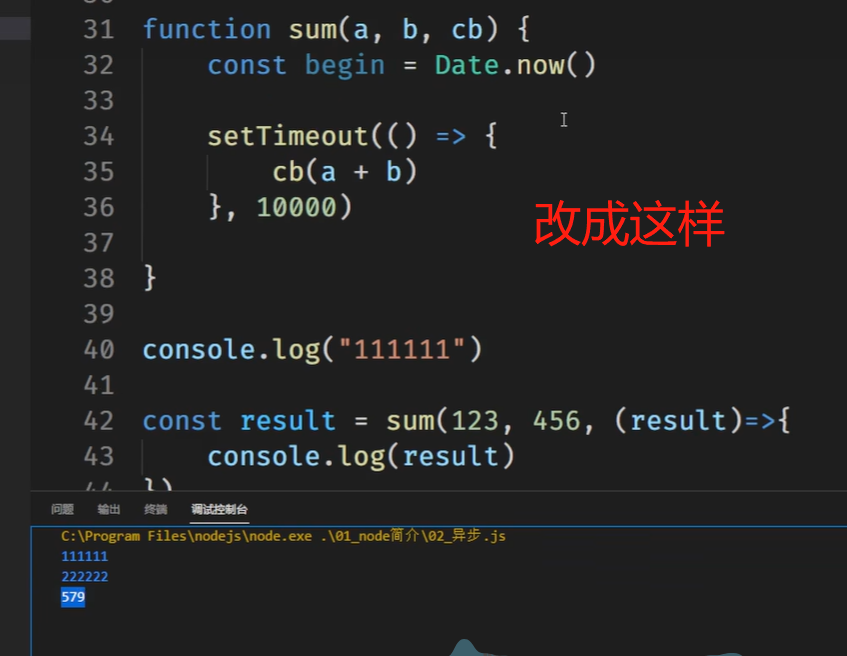 31 function sum(a, b, cb) {
32 const begin = Date.now()
33
34 setTimeout(() => {
35 cb(a + b)
36 }, 10000)
改成这样
37
38 }
39
40 console.log("111111")
41
42 const result = sum(123, 456, (result)=>{
43 console.log(result)
44 })
问题 输出 终端 调试控制台
C:\Program Files\nodejs\node.exe .\01_node简介\02_异步.js
111111
222222
579